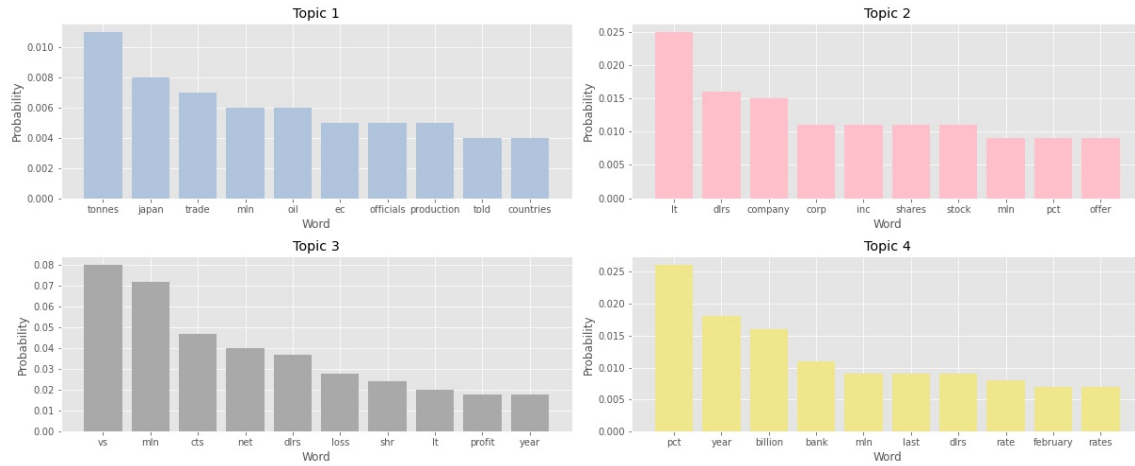 Topic 1
Probability
0.010
0.008
0.006
0.004
0.002
0.000
tonnes japan trade mln oil ec officials production told countries
Word
Topic 2
Probability
0.025
0.020
0.015
0.010
0.005
0.000
lt dlrs company corp inc shares stock mln pct offer
Word
Topic 3
Probability
0.08
0.07
0.06
0.05
0.04
0.03
0.02
0.01
0.00
vs mln cts net dlrs loss shr lt profit year
Word
Topic 4
Probability
0.025
0.020
0.015
0.010
0.005
0.000
pct year billion bank mln last dlrs rate february rates
Word